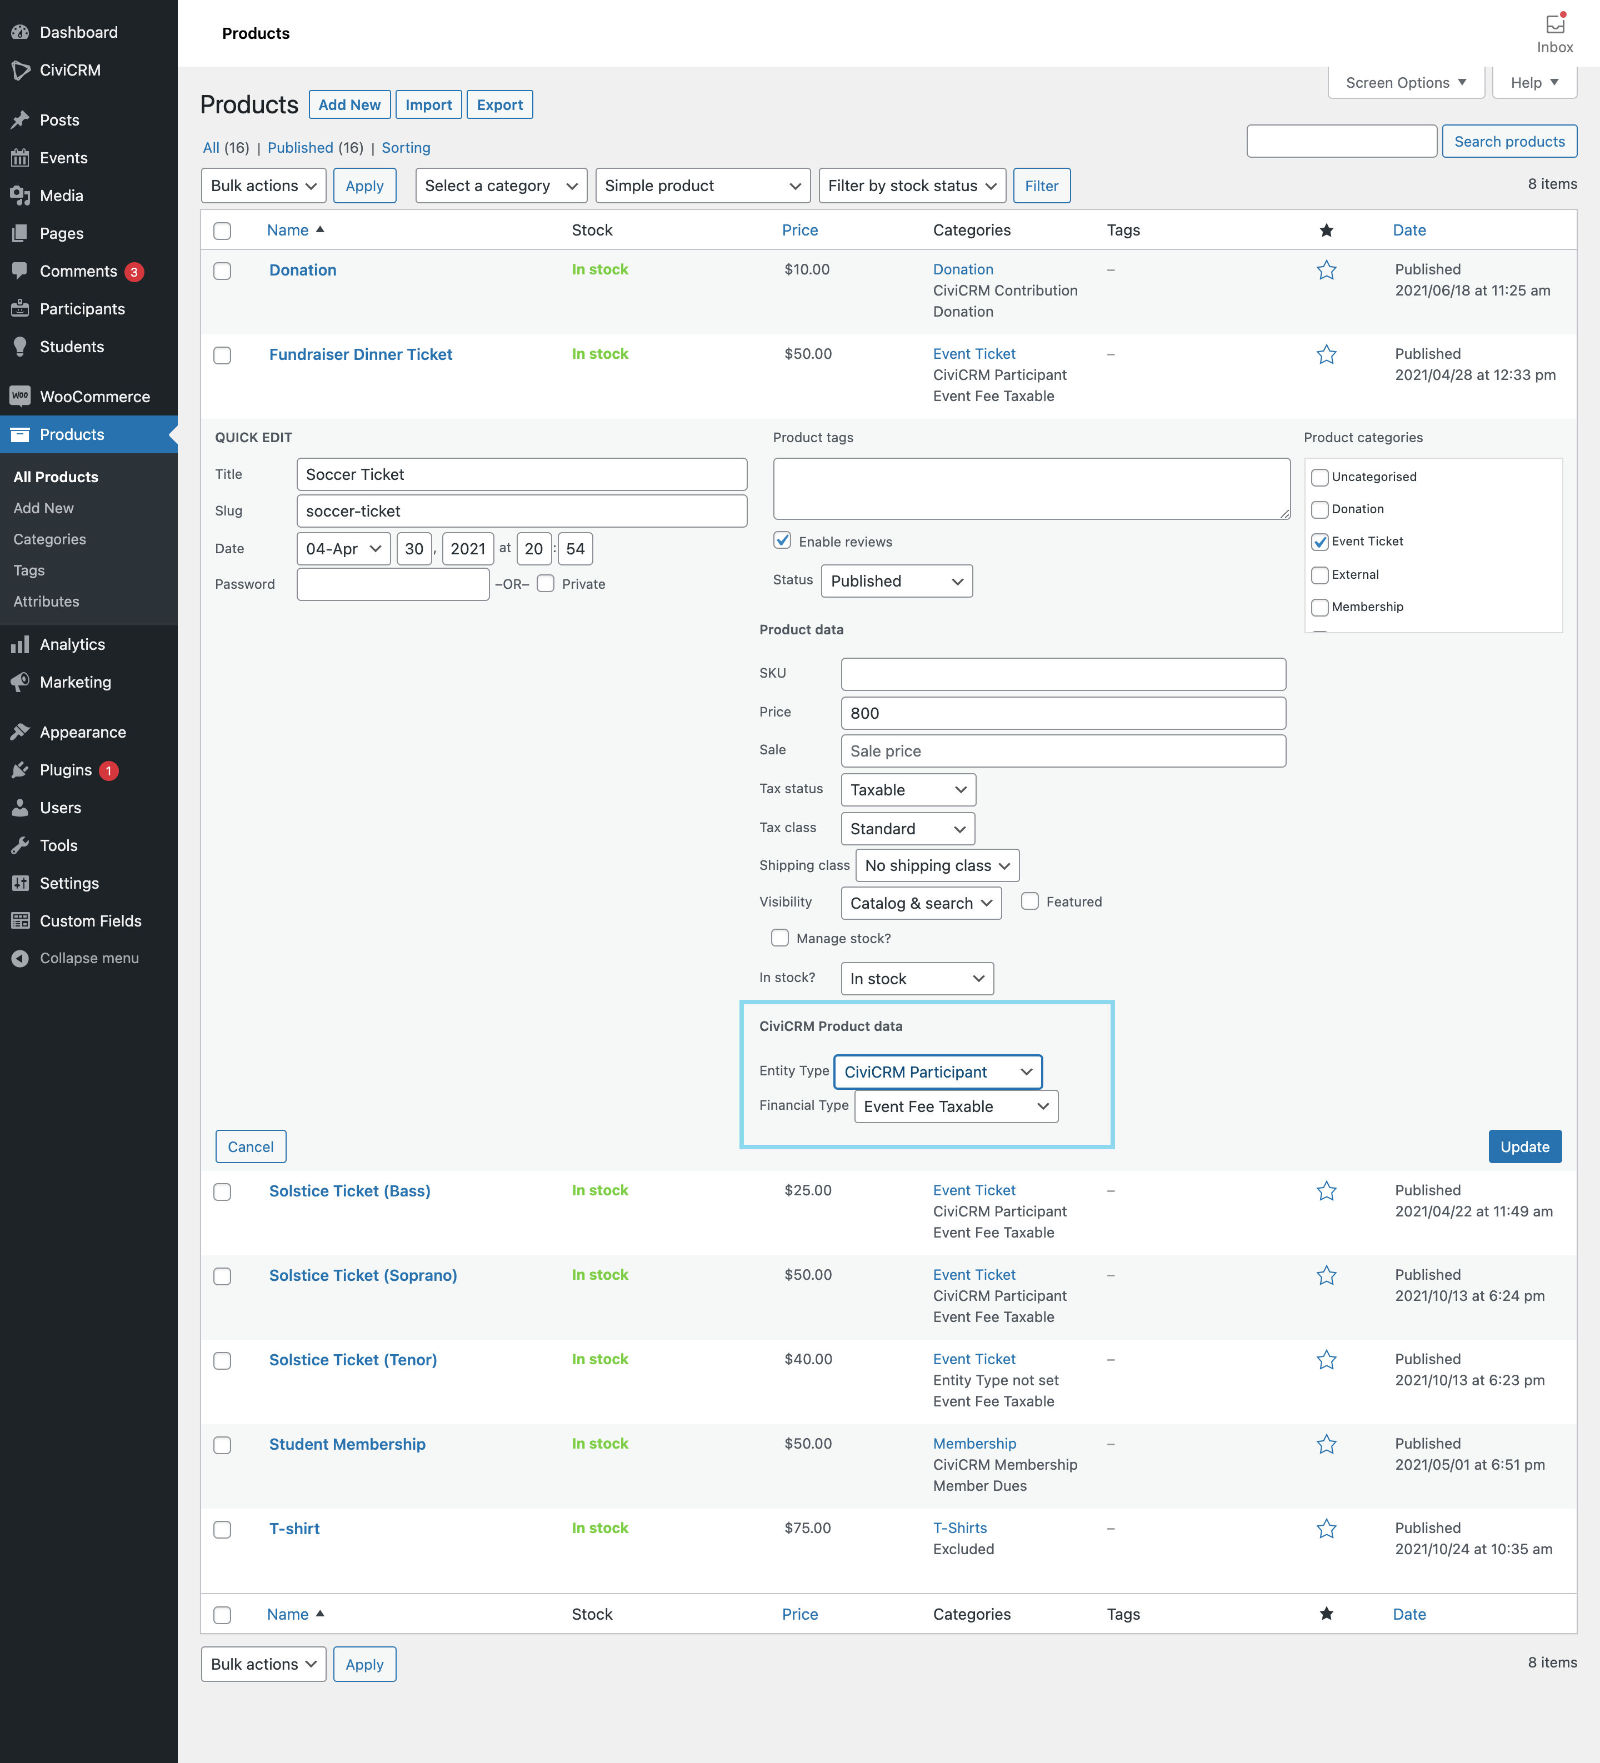 Dashboard
CiviCRM
Posts
Events
Media
Pages
Comments 3
Participants
Students
WooCommerce
Products
All Products
Add New
Categories
Tags
Attributes
Analytics
Marketing
Appearance
Plugins 1
Users
Tools
Settings
Custom Fields
Collapse menu
Products
Inbox
Screen Options
Help
Products Add New Import Export
All (16) | Published (16) | Sorting
Search products
Bulk actions Apply Select a category Simple product Filter by stock status Filter 8 items
Name Stock Price Categories Tags Date
Donation In stock $10.00 Donation – Published
CiviCRM Contribution 2021/06/18 at 11:25 am
Donation
Fundraiser Dinner Ticket In stock $50.00 Event Ticket – Published
CiviCRM Participant 2021/04/28 at 12:33 pm
Event Fee Taxable
QUICK EDIT
Title Soccer Ticket
Slug soccer-ticket
Date 04-Apr 30 , 2021 at 20 : 54
Password –OR– Private
Product tags
Enable reviews
Status Published
Product data
SKU
Price 800
Sale Sale price
Tax status Taxable
Tax class Standard
Shipping class No shipping class
Visibility Catalog & search Featured
Manage stock?
In stock? In stock
CiviCRM Product data
Entity Type CiviCRM Participant
Financial Type Event Fee Taxable
Product categories
Uncategorised
Donation
Event Ticket
External
Membership
Cancel Update
Solstice Ticket (Bass) In stock $25.00 Event Ticket – Published
CiviCRM Participant 2021/04/22 at 11:49 am
Event Fee Taxable
Solstice Ticket (Soprano) In stock $50.00 Event Ticket – Published
CiviCRM Participant 2021/10/13 at 6:24 pm
Event Fee Taxable
Solstice Ticket (Tenor) In stock $40.00 Event Ticket – Published
Entity Type not set 2021/10/13 at 6:23 pm
Event Fee Taxable
Student Membership In stock $50.00 Membership – Published
CiviCRM Membership 2021/05/01 at 6:51 pm
Member Dues
T-shirt In stock $75.00 T-Shirts – Published
Excluded 2021/10/24 at 10:35 am
Name Stock Price Categories Tags Date
Bulk actions Apply 8 items